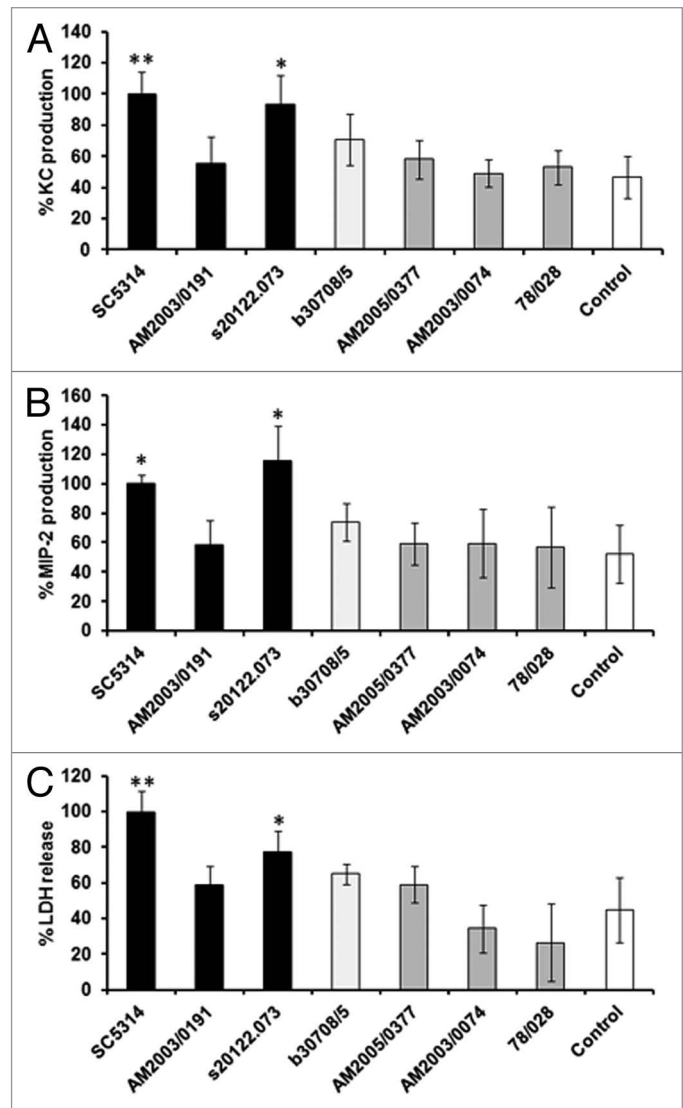 A
%KC production
140
120
100
80
60
40
20
0
** *
SC5314
AM2003/0191
s20122.073
b30708/5
AM2005/0377
AM2003/0074
78/028
Control
B
%MIP-2 production
160
140
120
100
80
60
40
20
0
* *
SC5314
AM2003/0191
s20122.073
b30708/5
AM2005/0377
AM2003/0074
78/028
Control
C
%LDH release
120
100
80
60
40
20
0
** *
SC5314
AM2003/0191
s20122.073
b30708/5
AM2005/0377
AM2003/0074
78/028
Control